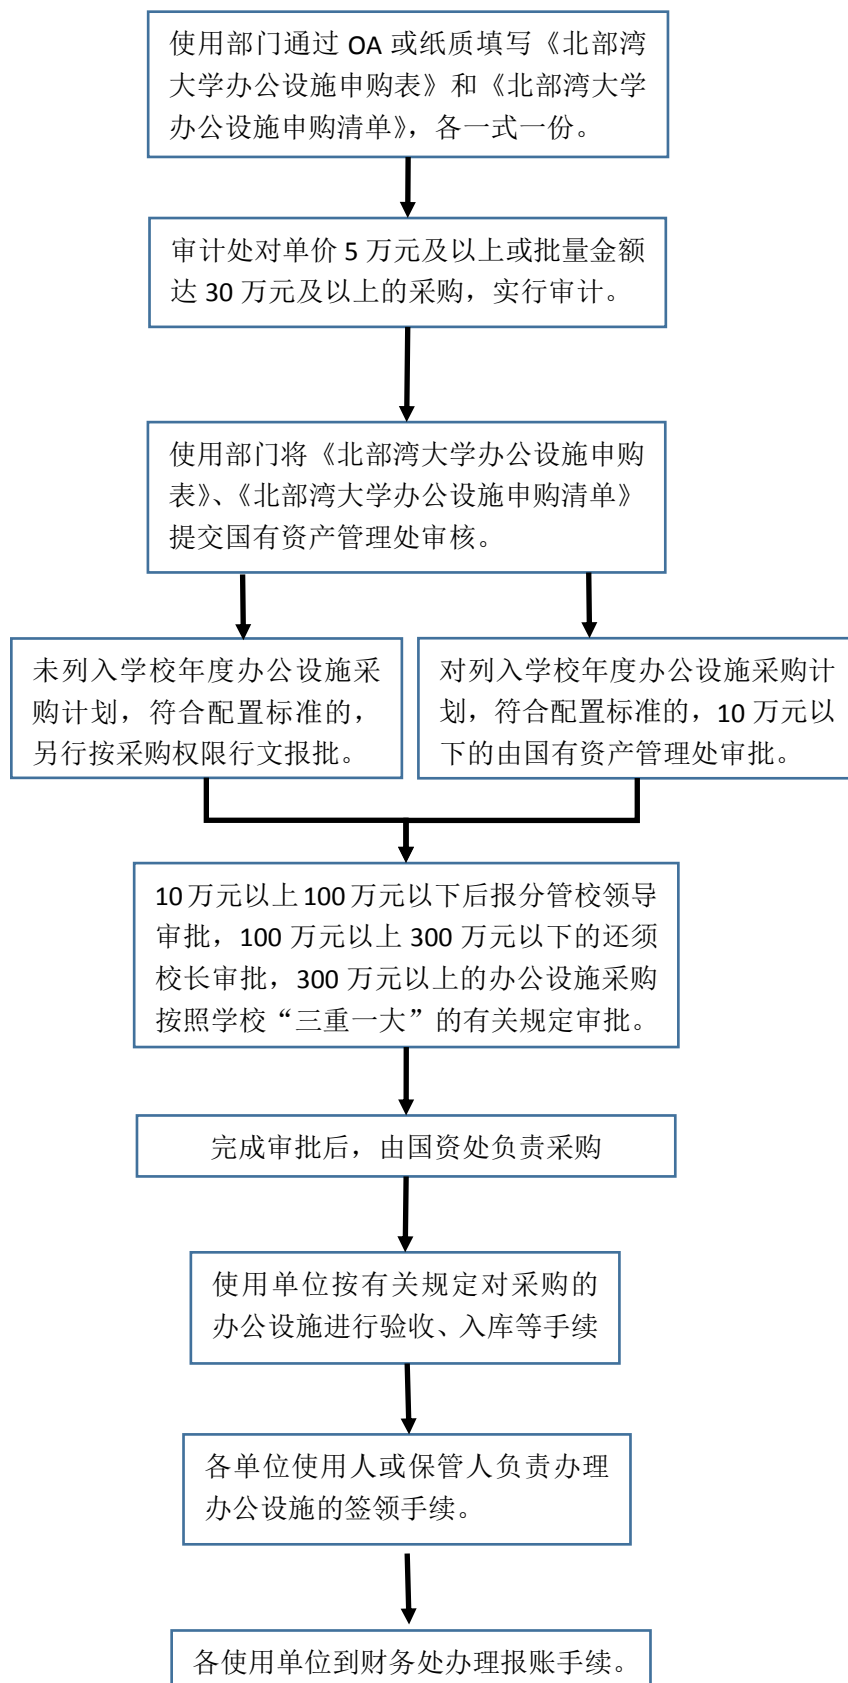 使用部门通过 OA 或纸质填写《北部湾
大学办公设施申购表》和《北部湾大学
办公设施申购清单》，各一式一份。
审计处对单价 5 万元及以上或批量金额
达 30 万元及以上的采购，实行审计。
使用部门将《北部湾大学办公设施申购
表》、《北部湾大学办公设施申购清单》
提交国有资产管理处审核。
未列入学校年度办公设施采
购计划，符合配置标准的，
另行按采购权限行文报批。
对列入学校年度办公设施采购计
划，符合配置标准的，10 万元以
下的由国有资产管理处审批。
10 万元以上 100 万元以下后报分管校领导
审批，100 万元以上 300 万元以下的还须
校长审批，300 万元以上的办公设施采购
按照学校“三重一大”的有关规定审批。
完成审批后，由国资处负责采购
使用单位按有关规定对采购的
办公设施进行验收、入库等手续
各单位使用人或保管人负责办理
办公设施的签领手续。
各使用单位到财务处办理报账手续。